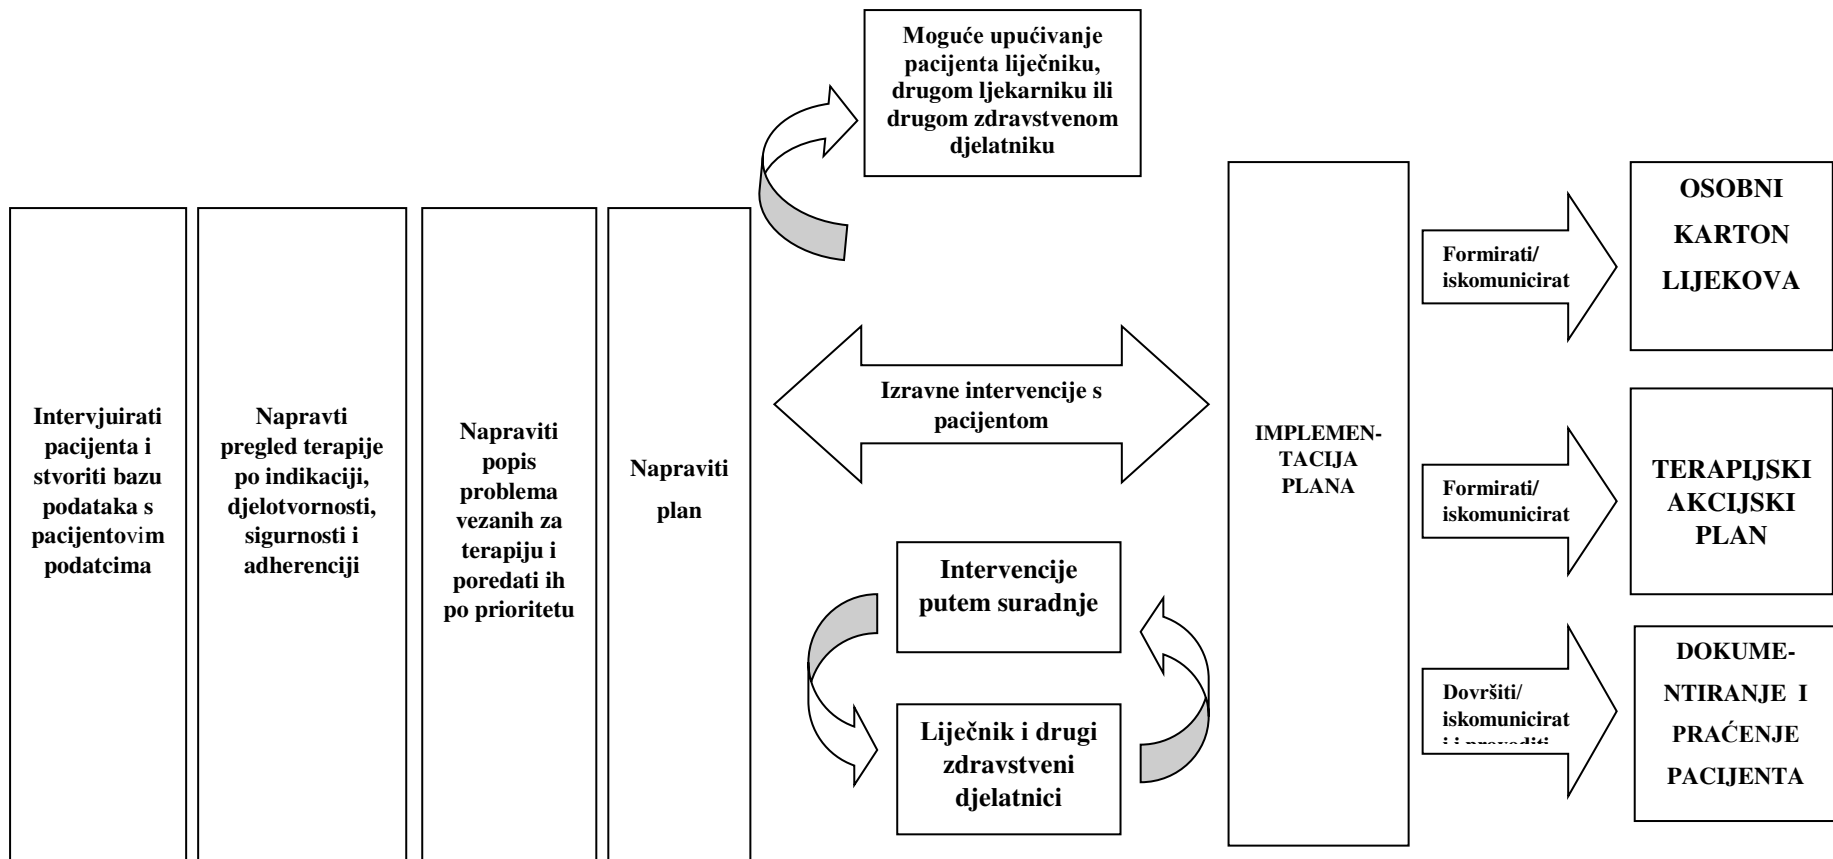 Intervjuirati
pacijenta i
stvoriti bazu
podataka s
pacijentovim
podatcima
Napravti
pregled terapije
po indikaciji,
djelotvornosti,
sigurnosti i
adherenciji
Napraviti
popis
problema
vezanih za
terapiju i
poredati ih
po prioritetu
Napraviti
plan
Moguće upućivanje
pacijenta liječniku,
drugom ljekarniku ili
drugom zdravstvenom
djelatniku
Izravne intervencije s
pacijentom
Intervencije
putem suradnje
Liječnik i drugi
zdravstveni
djelatnici
IMPLEMEN-
TACIJA
PLANA
Formirati/
iskomunicirat
OSOBNI
KARTON
LIJEKOVA
Formirati/
iskomunicirat
TERAPIJSKI
AKCIJSKI
PLAN
Dovršiti/
iskomunicirat
DOKUME-
NTIRANJE I
PRAĆENJE
PACIJENTA